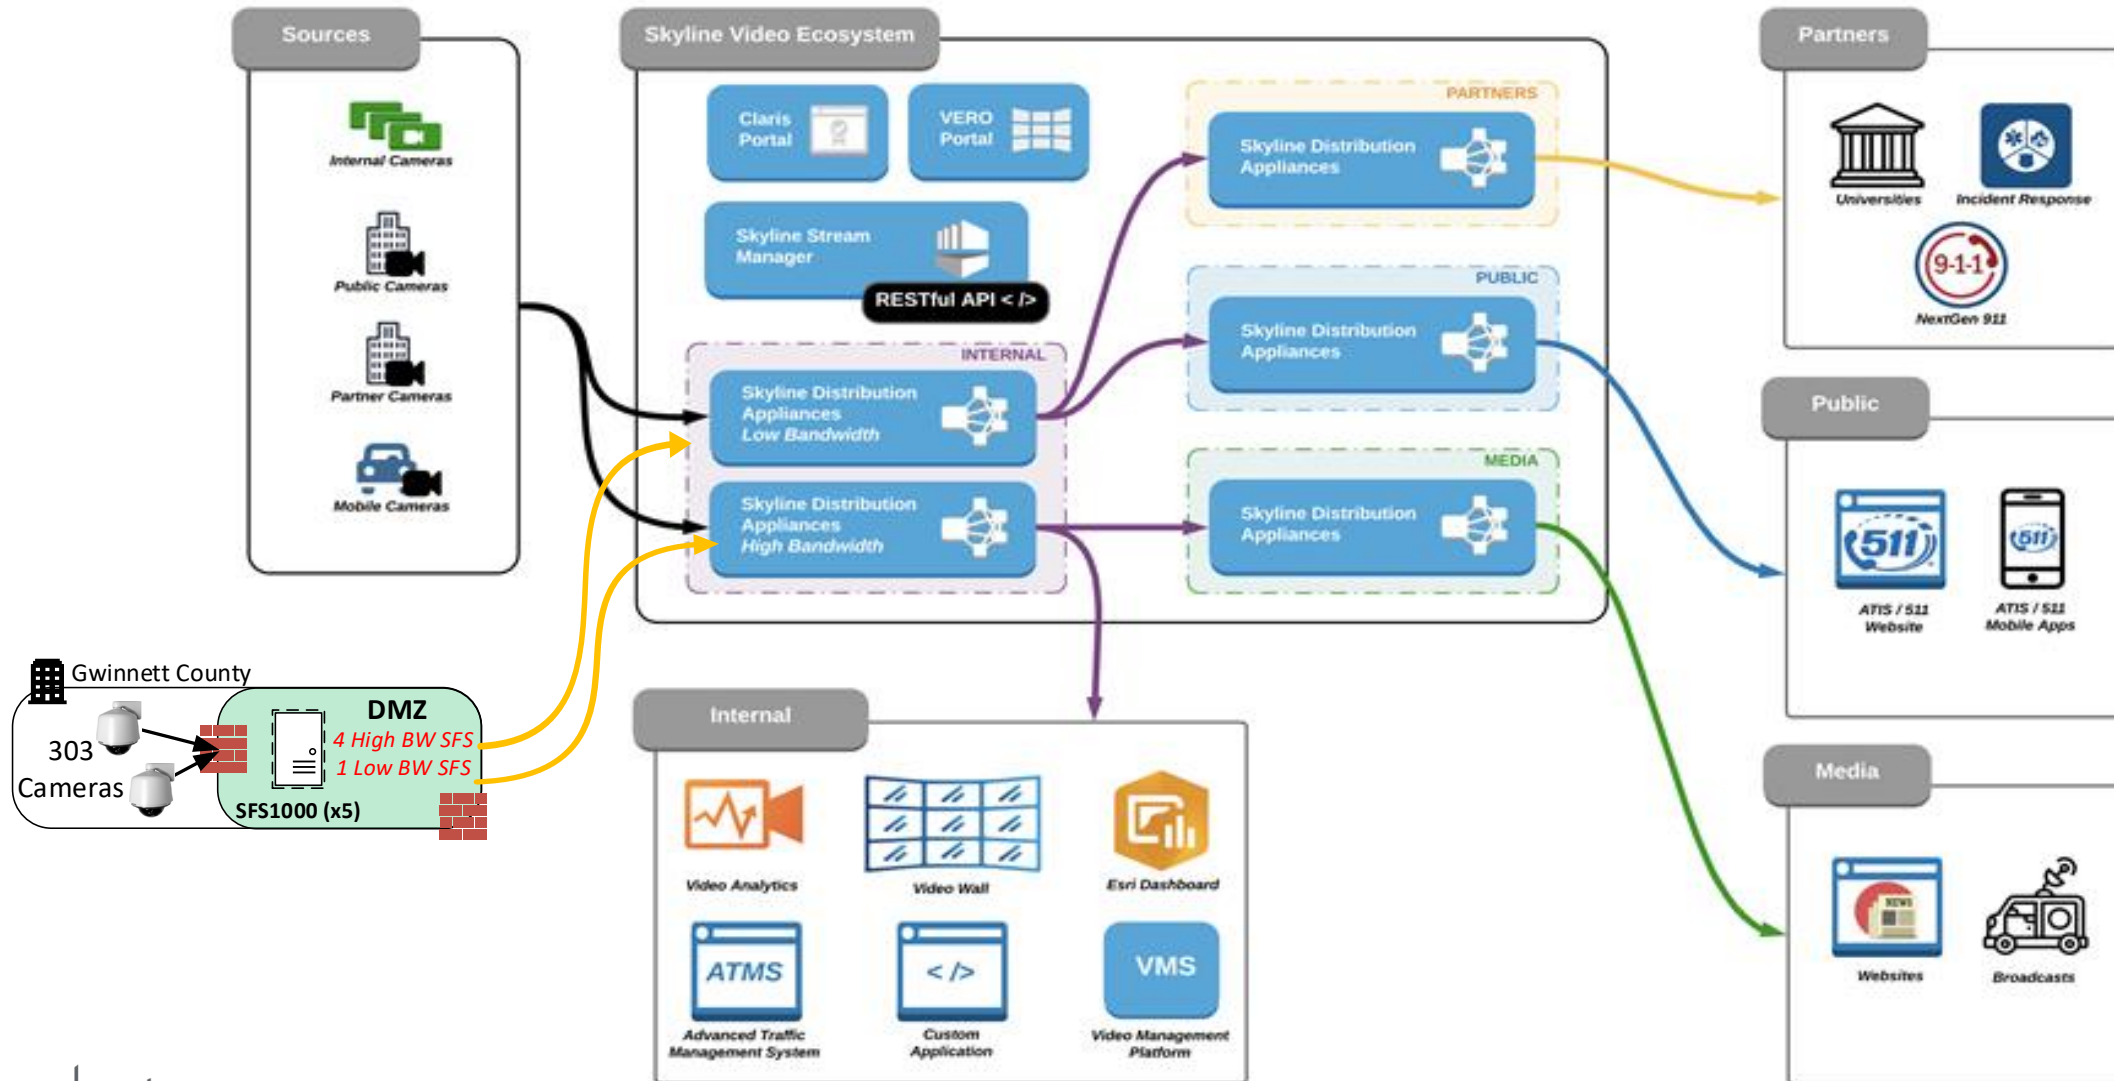 Sources
Internal Cameras
Public Cameras
Partner Cameras
Mobile Cameras
Skyline Video Ecosystem
Claris
Portal
VERO
Portal
Skyline Stream
Manager
RESTful API < />
INTERNAL
Skyline Distribution
Appliances
Low Bandwidth
Skyline Distribution
Appliances
High Bandwidth
PARTNERS
Skyline Distribution
Appliances
PUBLIC
Skyline Distribution
Appliances
MEDIA
Skyline Distribution
Appliances
Partners
Universities
Incident Response
9-1-1
NextGen 911
Public
511
ATIS / 511
Website
511
ATIS / 511
Mobile Apps
Media
NEWS
Websites
Broadcasts
Gwinnett County
303
Cameras
DMZ
4 High BW SFS
1 Low BW SFS
SFS1000 (x5)
Internal
Video Analytics
Video Wall
Esri Dashboard
ATMS
Advanced Traffic
Management System
< />
Custom
Application
VMS
Video Management
Platform